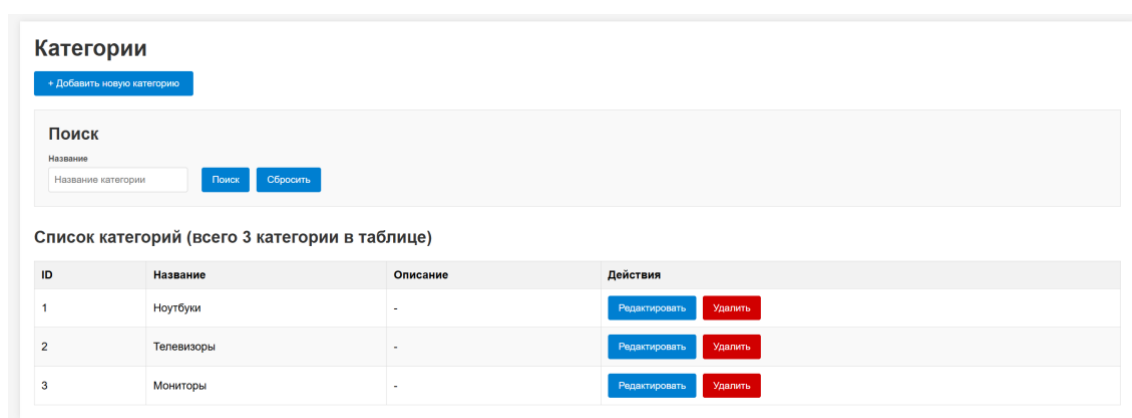 Категории
+ Добавить новую категорию
Поиск
Название
Название категории Поиск Сбросить
Список категорий (всего 3 категории в таблице)
ID Название Описание Действия
1 Ноутбуки - Редактировать Удалить
2 Телевизоры - Редактировать Удалить
3 Мониторы - Редактировать Удалить